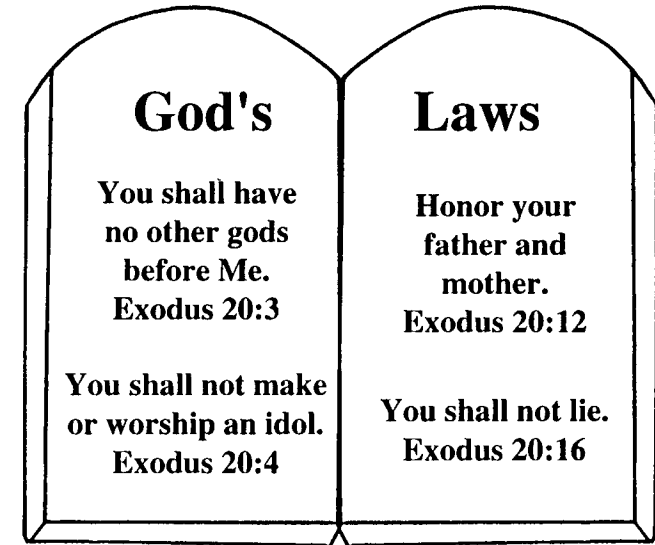 God's
You shall have
no other gods
before Me.
Exodus 20:3
You shall not make
or worship an idol.
Exodus 20:4
Laws
Honor your
father and
mother.
Exodus 20:12
You shall not lie.
Exodus 20:16